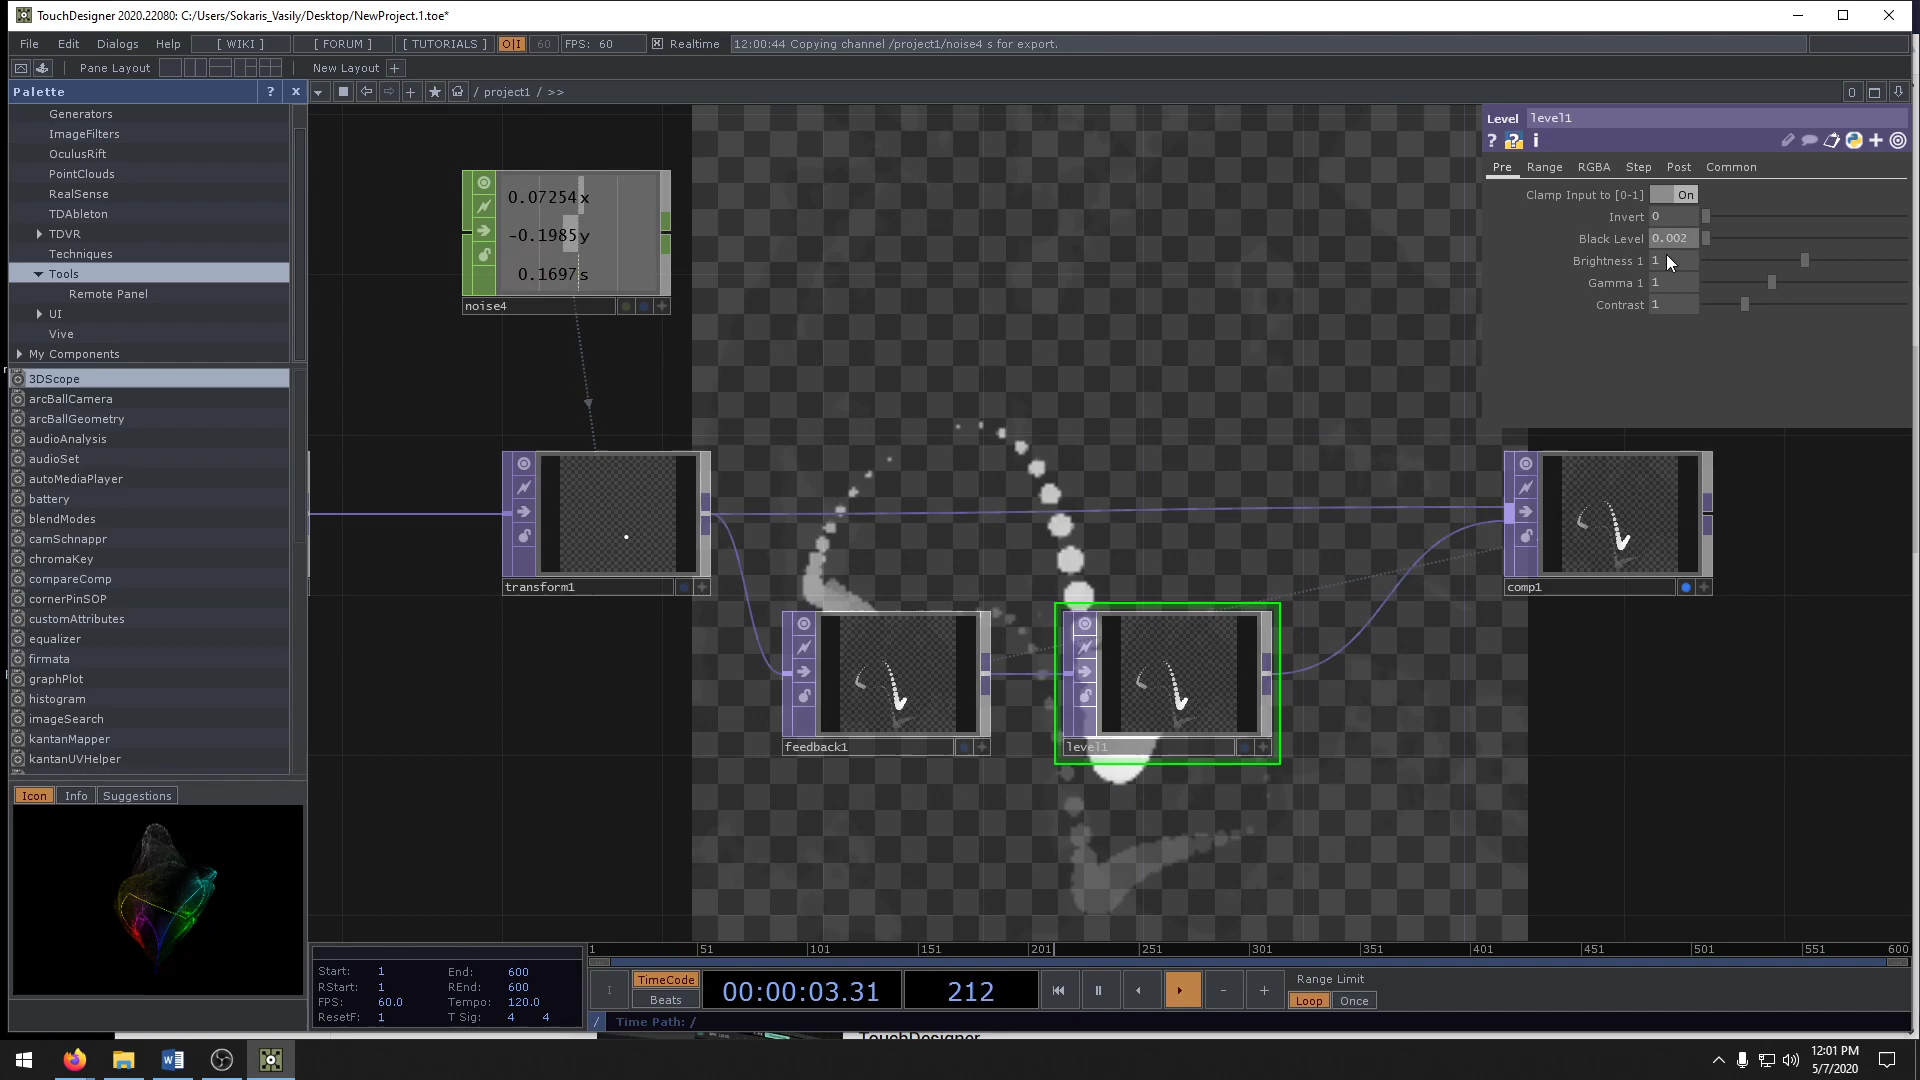 TouchDesigner 2020.22080: C:/Users/Sokaris_Vasily/Desktop/NewProject.1.toe*
File Edit Dialogs Help [ WIKI ] [ FORUM ] [ TUTORIALS ] O|I 60 FPS: 60 Realtime 12:00:44 Copying channel /project1/noise4 s for export.
Pane Layout New Layout +
Palette ? x / project1 / >> 0
Generators
ImageFilters
OculusRift
PointClouds
RealSense
TDAbleton
TDVR
Techniques
Tools
Remote Panel
UI
Vive
My Components
3DScope
arcBallCamera
arcBallGeometry
audioAnalysis
audioSet
autoMediaPlayer
battery
blendModes
camSchnappr
chromaKey
compareComp
cornerPinSOP
customAttributes
equalizer
firmata
graphPlot
histogram
imageSearch
kantanMapper
kantanUVHelper
Icon Info Suggestions
0.07254x
-0.1985y
0.1697s
noise4
transform1
feedback1
level1
comp1
Level level1
? ? i
Pre Range RGBA Step Post Common
Clamp Input to [0-1] On
Invert 0
Black Level 0.002
Brightness 1 1
Gamma 1 1
Contrast 1
1 51 101 151 201 251 301 351 401 451 501 551 600
Start: 1 End: 600
RStart: 1 REnd: 600
FPS: 60.0 Tempo: 120.0
ResetF: 1 T Sig: 4 4
TimeCode
Beats
00:00:03.31 212
Range Limit
Loop Once
/ Time Path: /
TouchDesigner
12:01 PM
5/7/2020